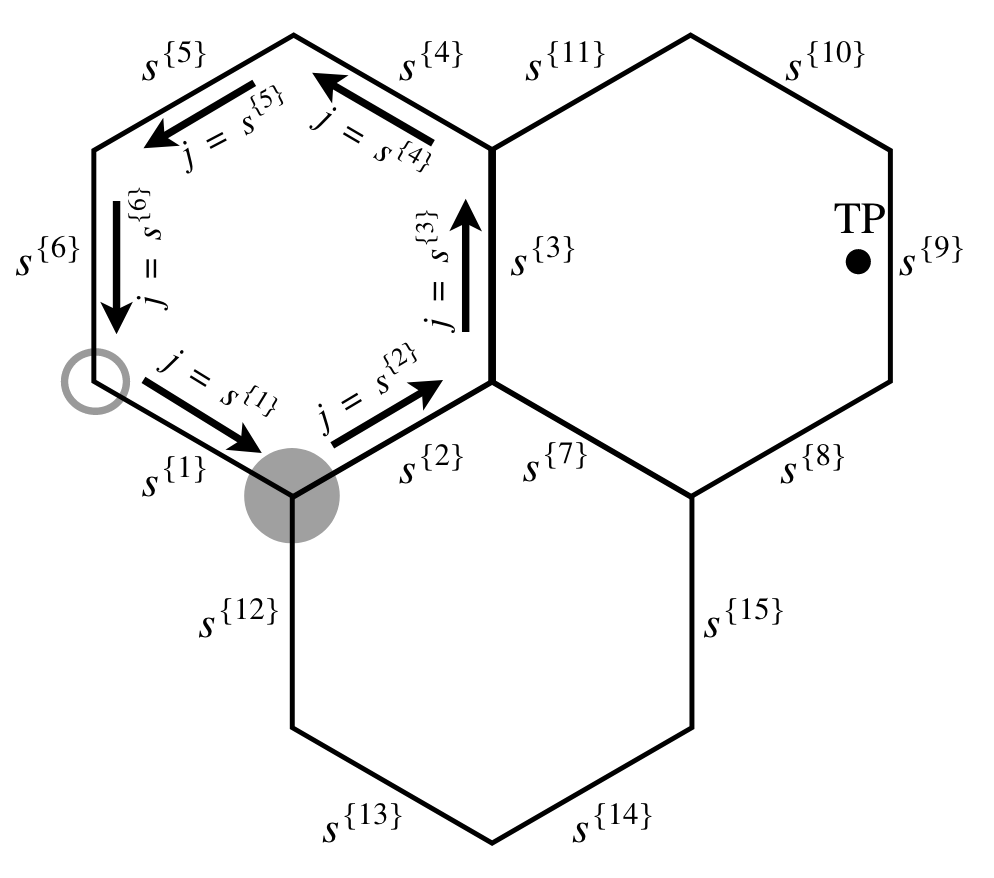 s^{5}
s^{4}
s^{11}
s^{10}
j = s^{5}
j = s^{4}
s^{6}
j = s^{6}
j = s^{3}
s^{3}
TP
s^{9}
j = s^{1}
j = s^{2}
s^{1}
s^{2}
s^{7}
s^{8}
s^{12}
s^{15}
s^{13}
s^{14}